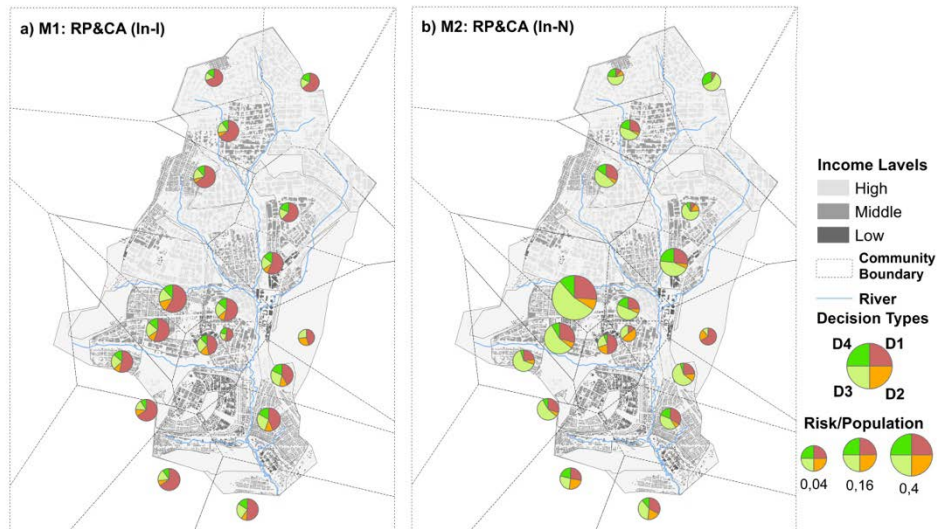 a) M1: RP&CA (In-I)
b) M2: RP&CA (In-N)
Income Lavels
High
Middle
Low
Community
Boundary
River
Decision Types
D4 D1
D3 D2
Risk/Population
0,04 0,16 0,4